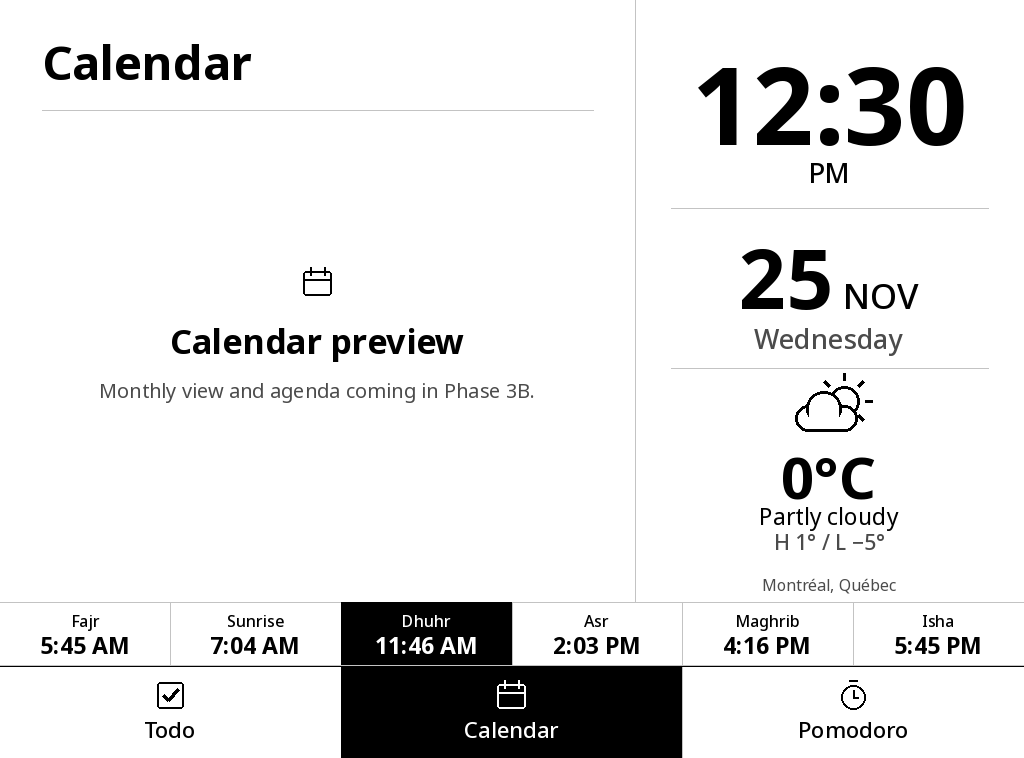 Calendar
Calendar preview
Monthly view and agenda coming in Phase 3B.
12:30
PM
25 NOV
Wednesday
0°C
Partly cloudy
H 1° / L −5°
Montréal, Québec
Fajr
5:45 AM
Sunrise
7:04 AM
Dhuhr
11:46 AM
Asr
2:03 PM
Maghrib
4:16 PM
Isha
5:45 PM
Todo
Calendar
Pomodoro